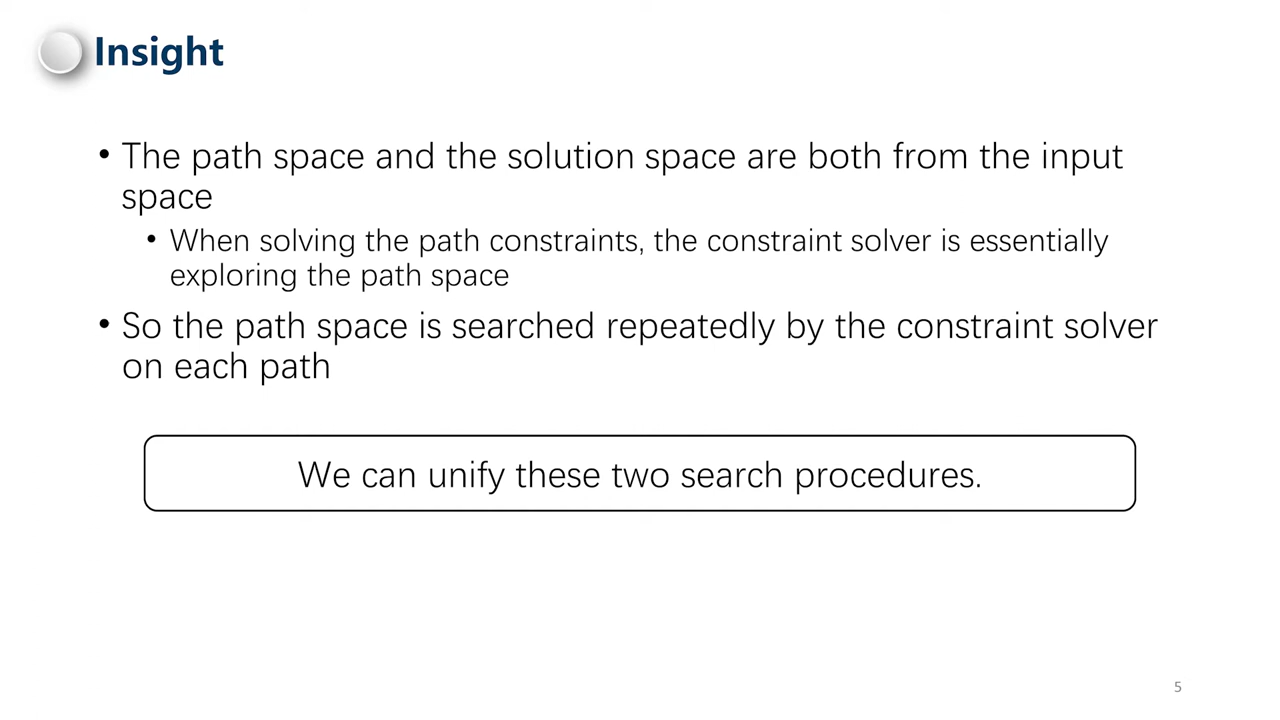 Insight
• The path space and the solution space are both from the input
space
• When solving the path constraints, the constraint solver is essentially
exploring the path space
• So the path space is searched repeatedly by the constraint solver
on each path
We can unify these two search procedures.
5